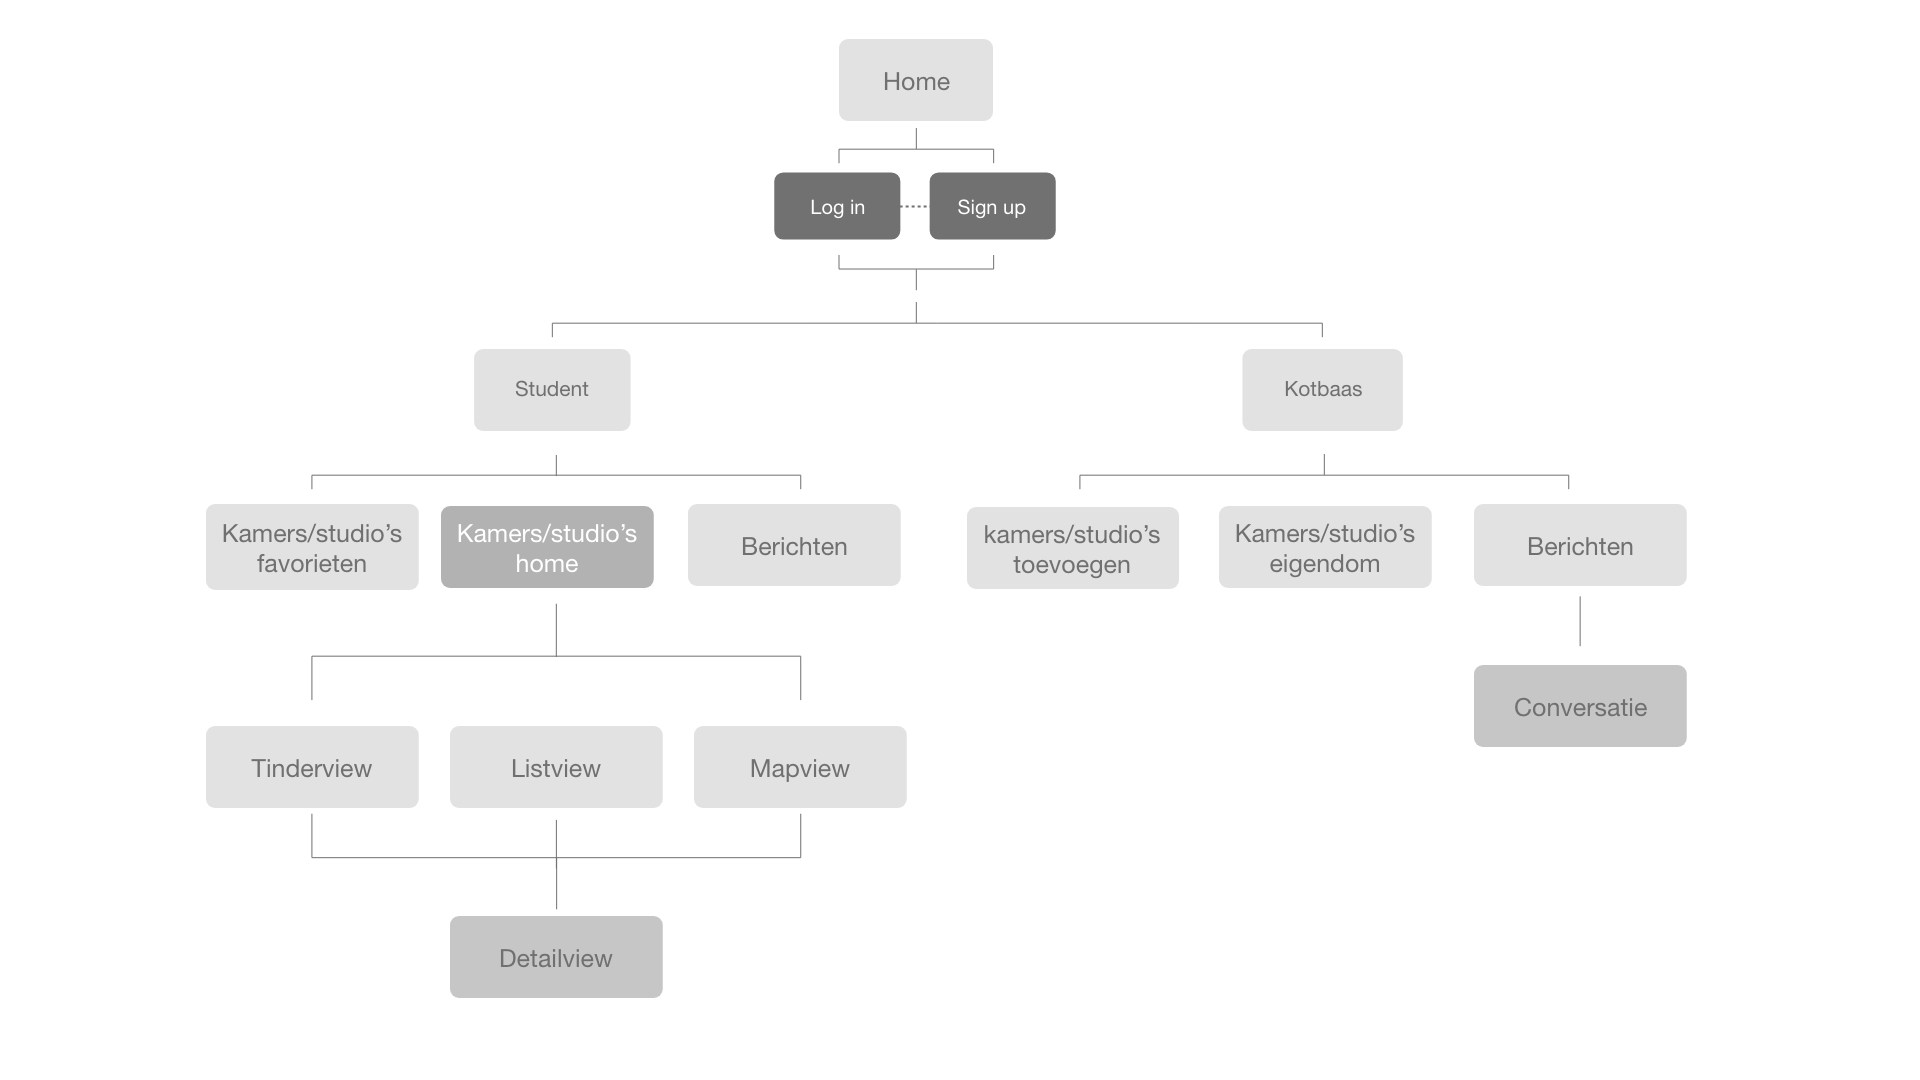 Home
Log in
Sign up
Student
Kotbaas
Kamers/studio’s
favorieten
Kamers/studio’s
home
Berichten
kamers/studio’s
toevoegen
Kamers/studio’s
eigendom
Berichten
Conversatie
Tinderview
Listview
Mapview
Detailview